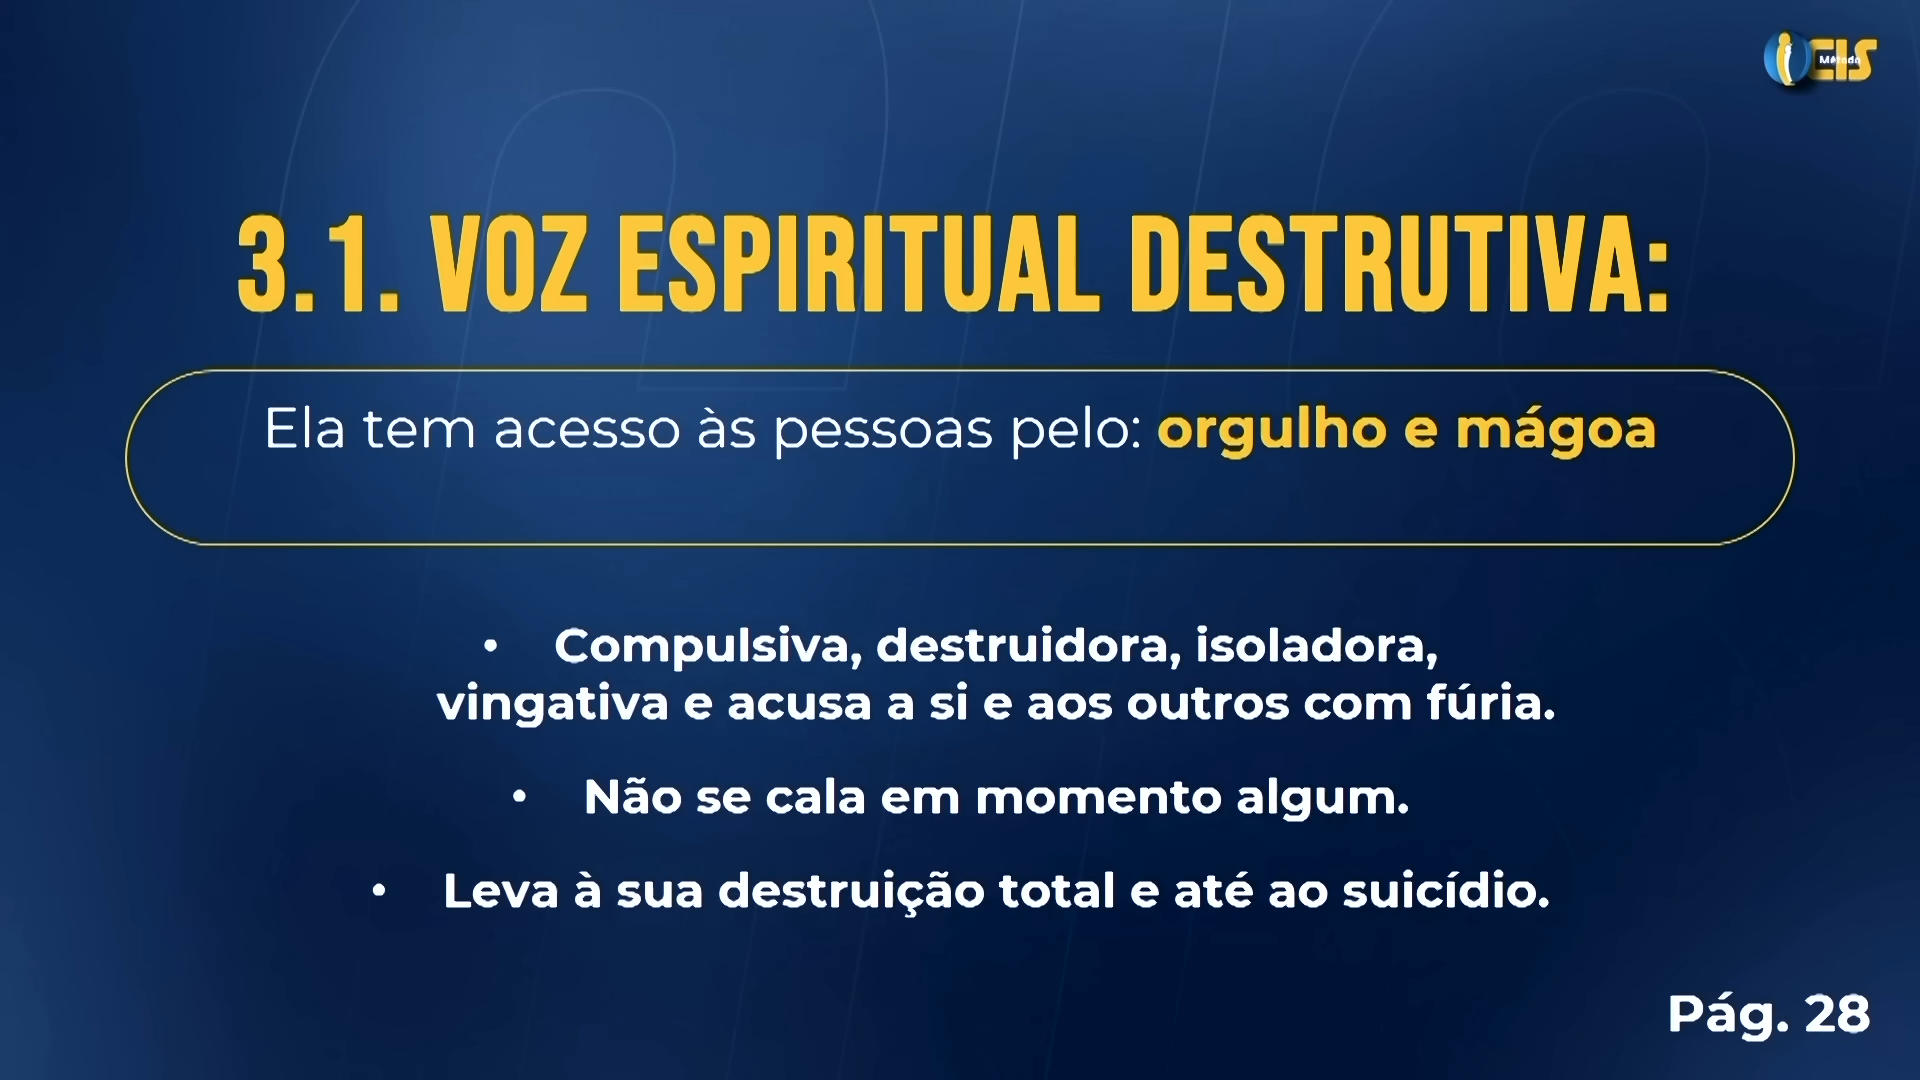 Método
CIS
3.1. VOZ ESPIRITUAL DESTRUTIVA:
Ela tem acesso às pessoas pelo: orgulho e mágoa
• Compulsiva, destruidora, isoladora,
vingativa e acusa a si e aos outros com fúria.
• Não se cala em momento algum.
• Leva à sua destruição total e até ao suicídio.
Pág. 28